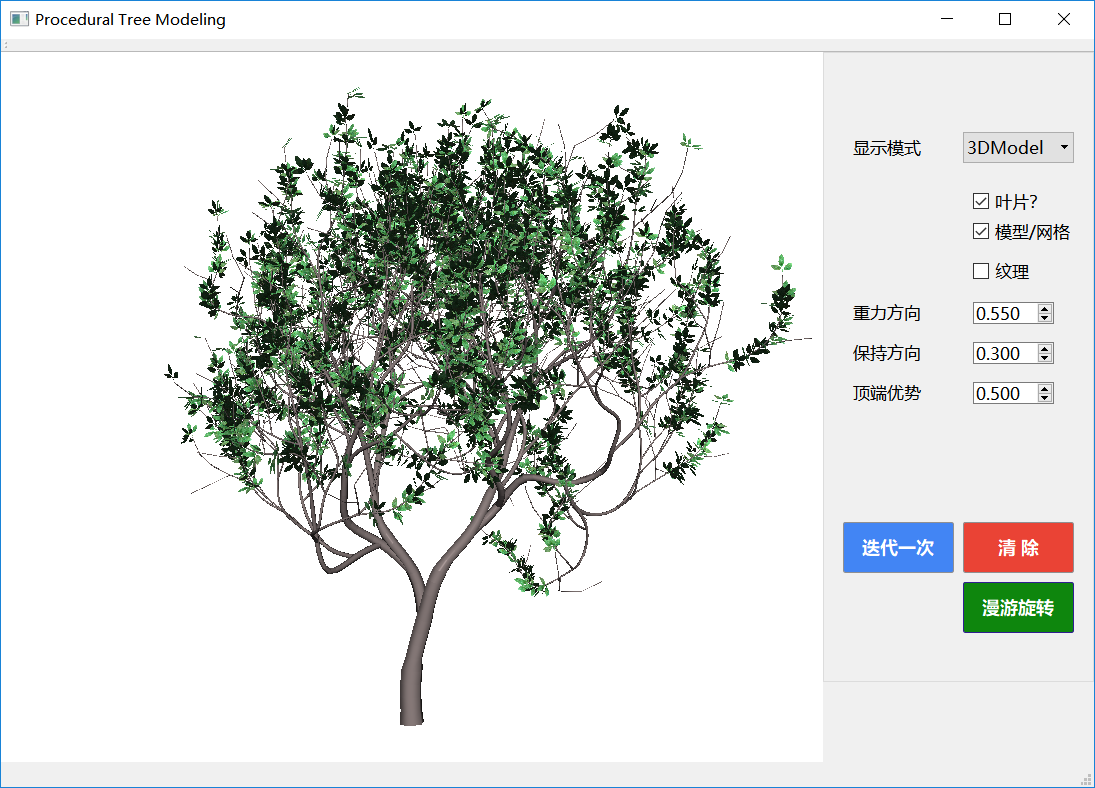 Procedural Tree Modeling
显示模式 3DModel
叶片?
模型/网格
纹理
重力方向 0.550
保持方向 0.300
顶端优势 0.500
迭代一次 清 除
漫游旋转